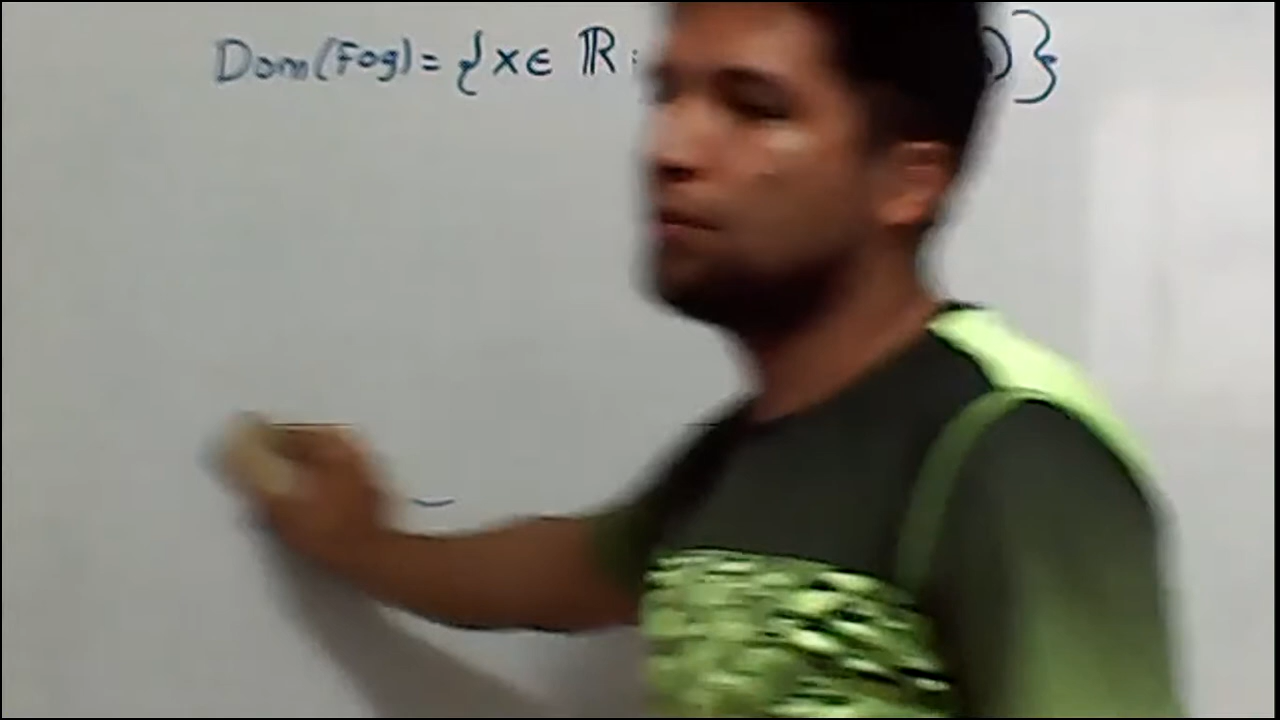 Dom(Fog) = {x ∈ ℝ : )}